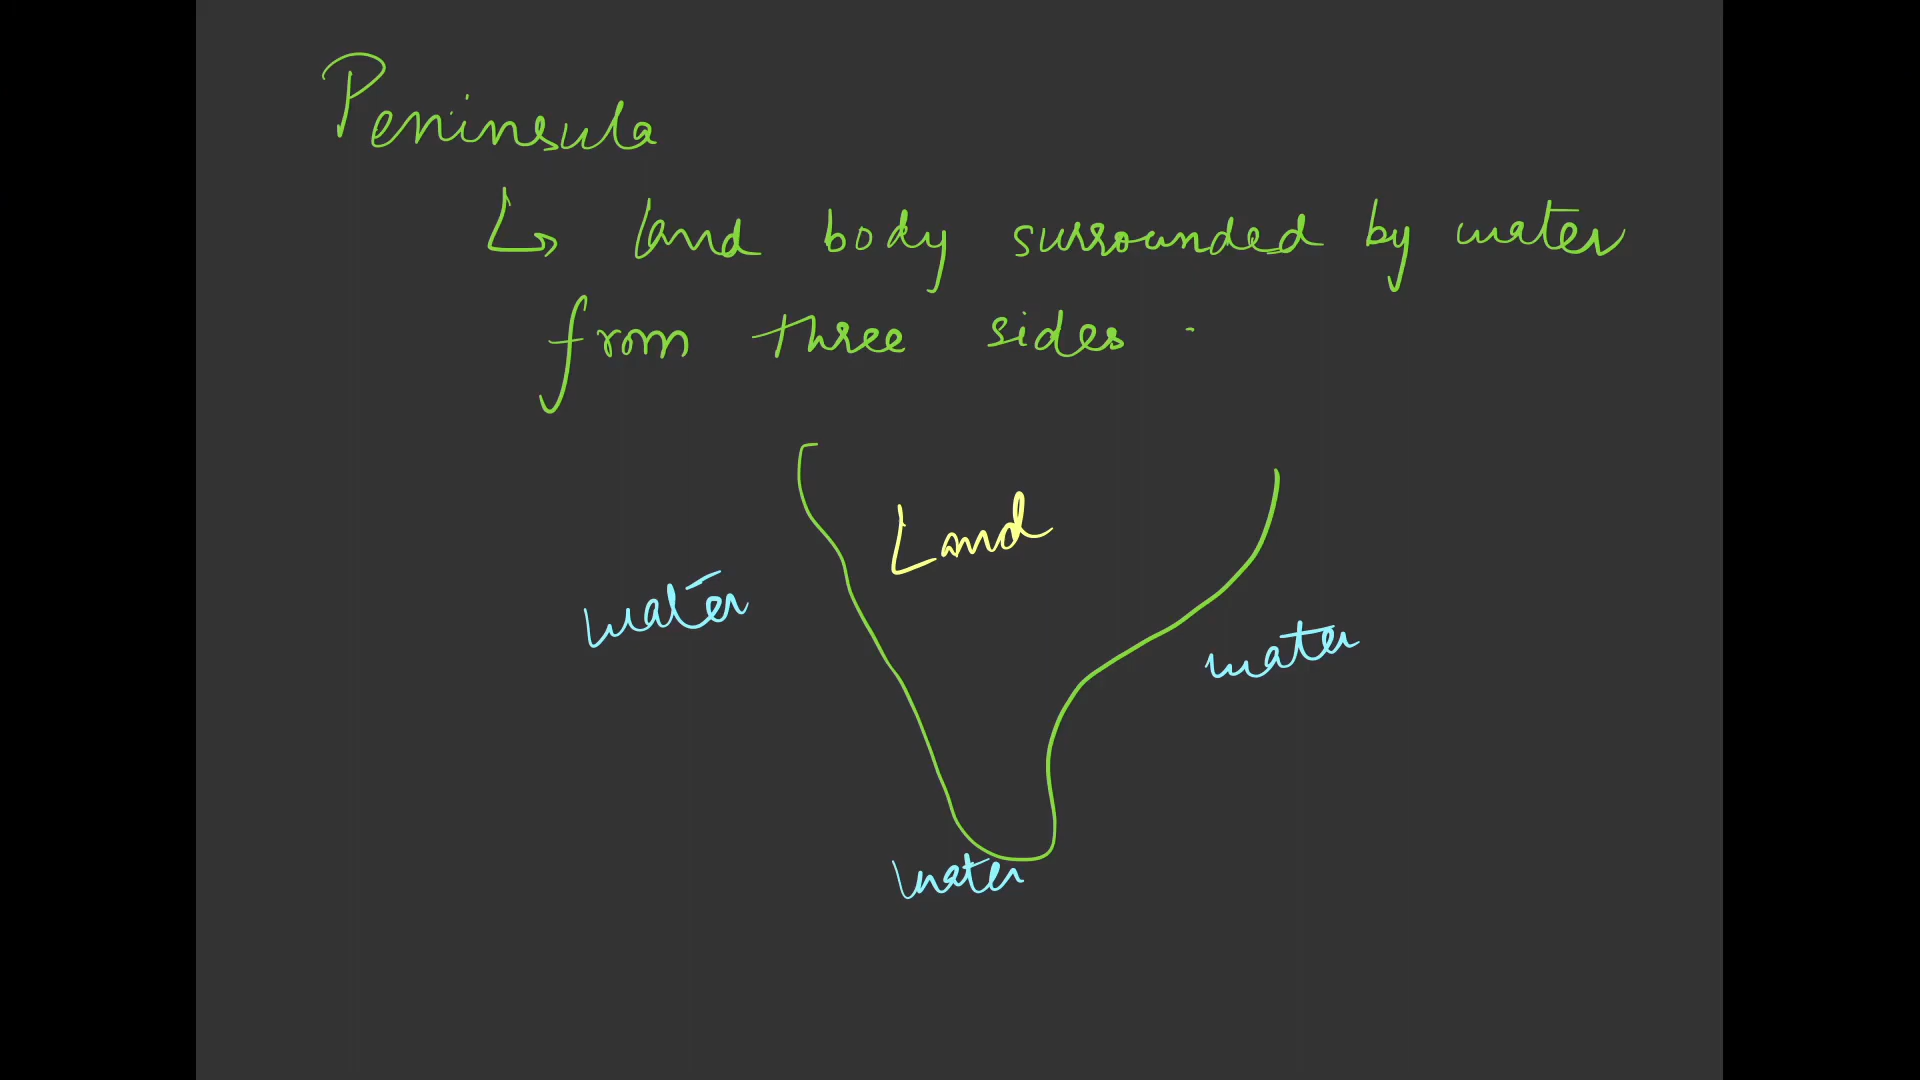 Peninsula
↳ land body surrounded by water
from three sides.
Land
water
water
water